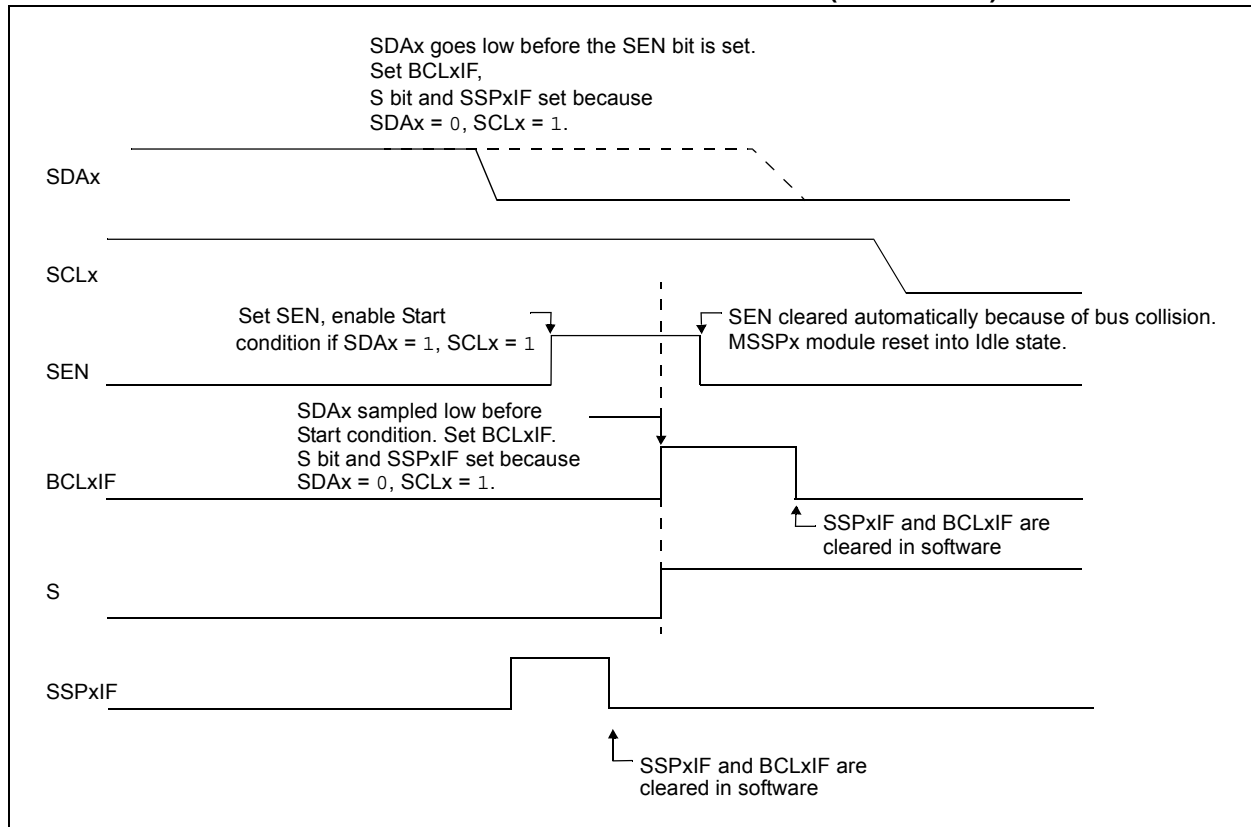 SDAx goes low before the SEN bit is set.
Set BCLxIF,
S bit and SSPxIF set because
SDAx = 0, SCLx = 1.
SDAx
SCLx
Set SEN, enable Start
condition if SDAx = 1, SCLx = 1
SEN cleared automatically because of bus collision.
MSSPx module reset into Idle state.
SEN
SDAx sampled low before
Start condition. Set BCLxIF.
S bit and SSPxIF set because
SDAx = 0, SCLx = 1.
BCLxIF
SSPxIF and BCLxIF are
cleared in software
S
SSPxIF
SSPxIF and BCLxIF are
cleared in software